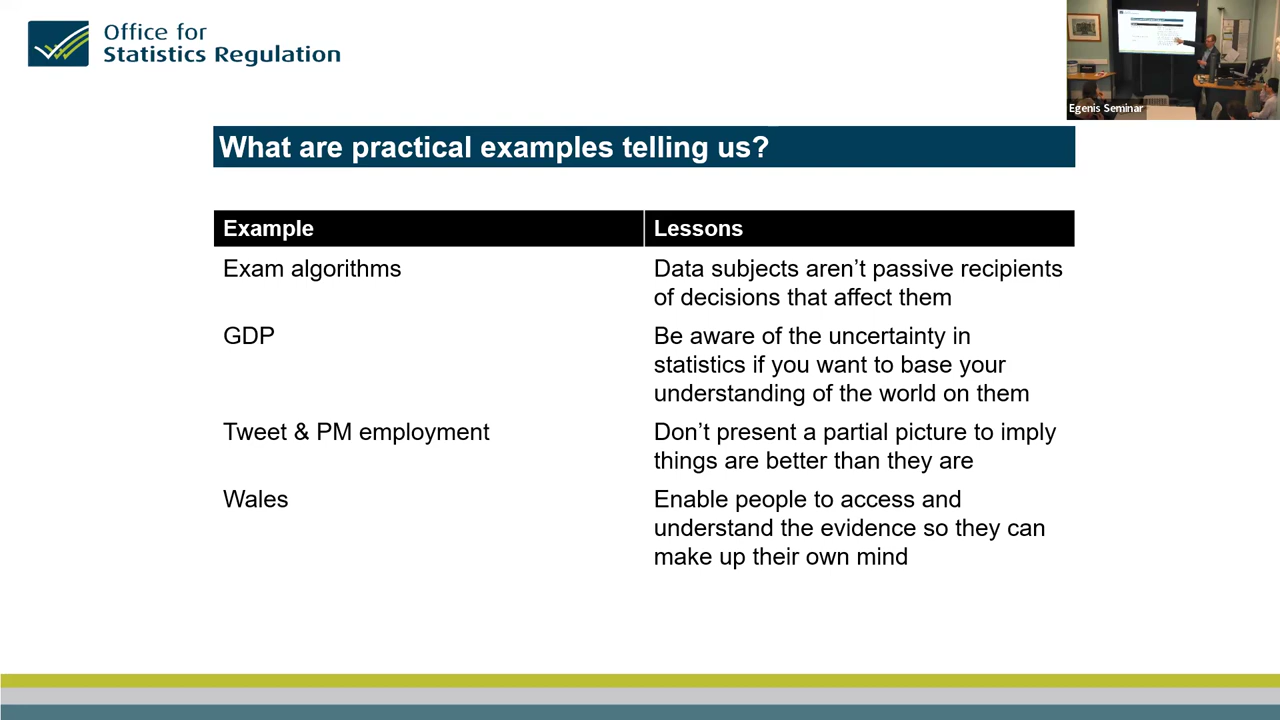 Office for
Statistics Regulation
Egenis Seminar
What are practical examples telling us?
Example
Lessons
Exam algorithms
Data subjects aren’t passive recipients
of decisions that affect them
GDP
Be aware of the uncertainty in
statistics if you want to base your
understanding of the world on them
Tweet & PM employment
Don’t present a partial picture to imply
things are better than they are
Wales
Enable people to access and
understand the evidence so they can
make up their own mind